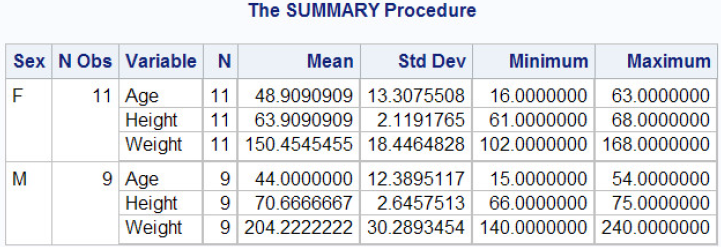 The SUMMARY Procedure
Sex N Obs Variable N Mean Std Dev Minimum Maximum
F 11 Age 11 48.9090909 13.3075508 16.0000000 63.0000000
Height 11 63.9090909 2.1191765 61.0000000 68.0000000
Weight 11 150.4545455 18.4464828 102.0000000 168.0000000
M 9 Age 9 44.0000000 12.3895117 15.0000000 54.0000000
Height 9 70.6666667 2.6457513 66.0000000 75.0000000
Weight 9 204.2222222 30.2893454 140.0000000 240.0000000